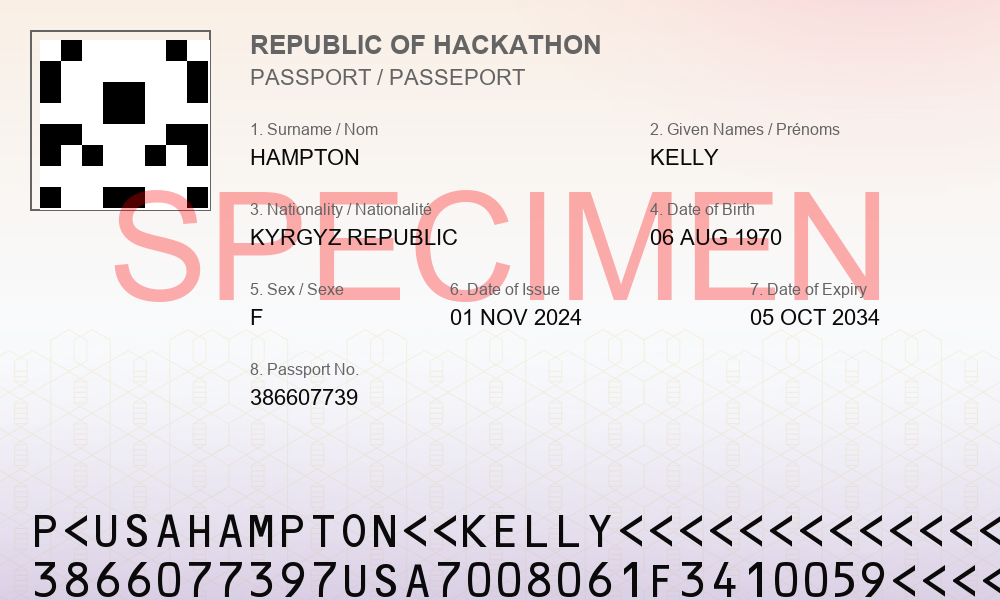 REPUBLIC OF HACKATHON
PASSPORT / PASSEPORT
1. Surname / Nom
HAMPTON
2. Given Names / Prénoms
KELLY
SPECIMEN
3. Nationality / Nationalité
KYRGYZ REPUBLIC
4. Date of Birth
06 AUG 1970
5. Sex / Sexe
F
6. Date of Issue
01 NOV 2024
7. Date of Expiry
05 OCT 2034
8. Passport No.
386607739
P<USAHAMPTON<<KELLY<<<<<<<<<<<<<
3866077397USA7008061F3410059<<<<